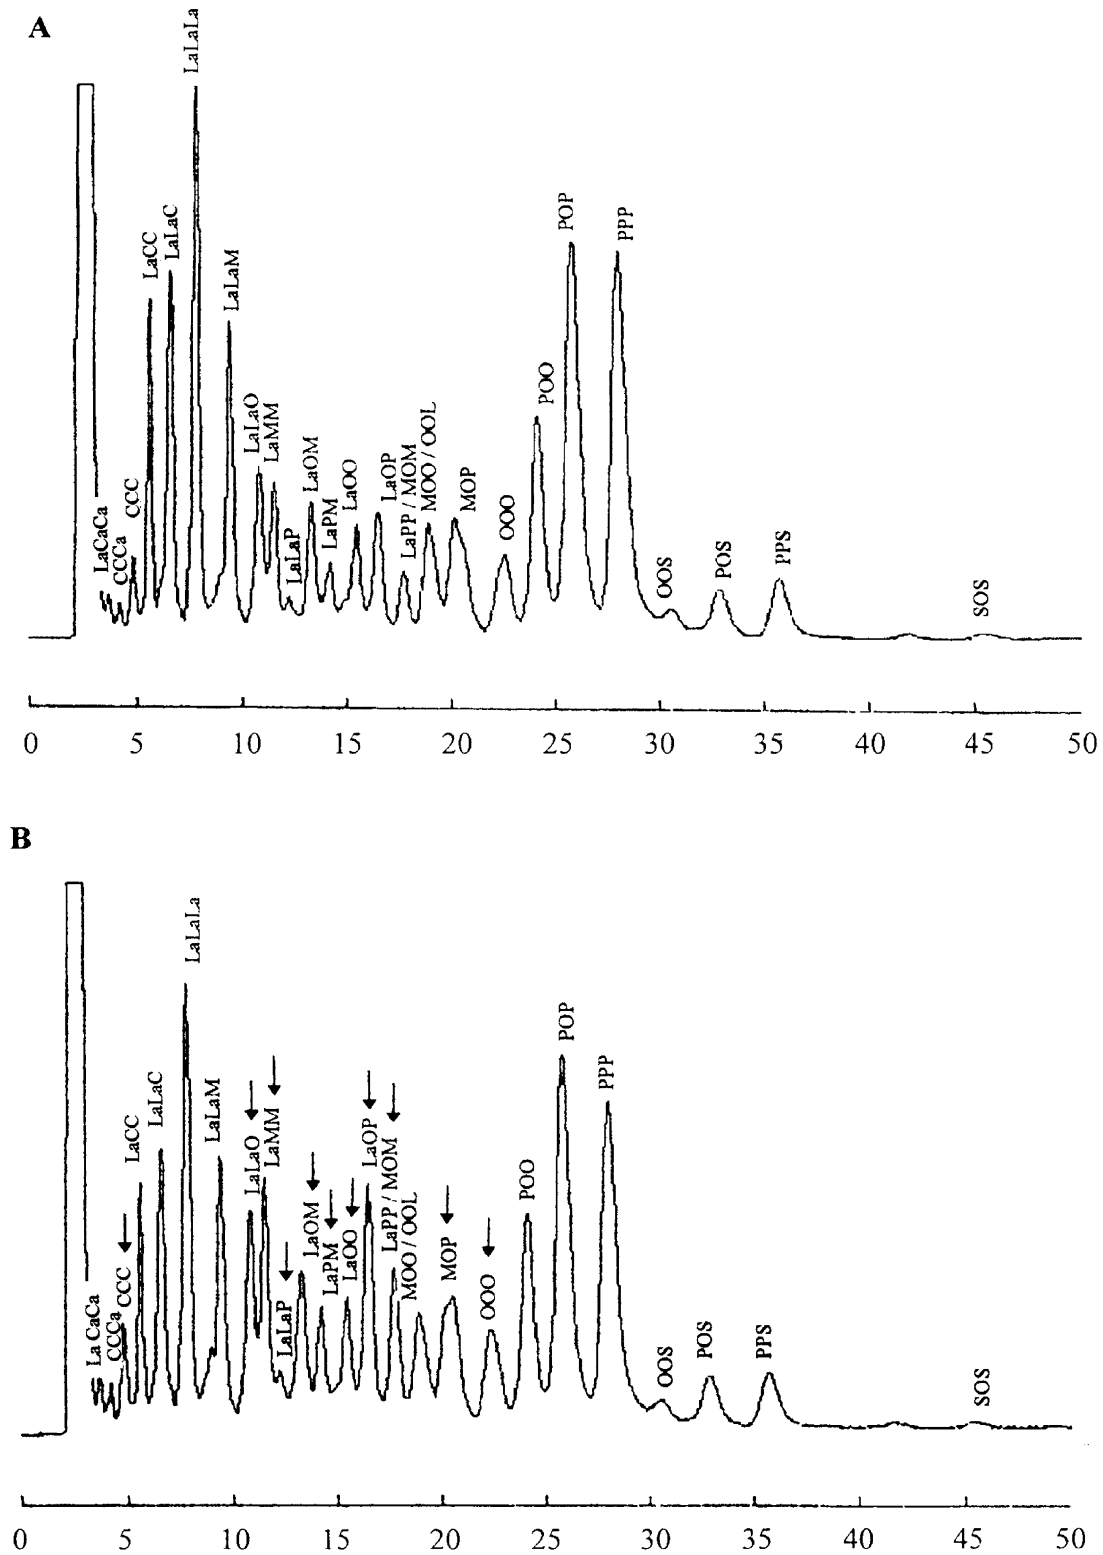 A
LaCaCa
CCCa
CCC
LaCC
LaLaC
LaLaLa
LaLaM
LaLaO
LaMM
LaLaP
LaOM
LaPM
LaOO
LaOP
LaPP / MOM
MOO / OOL
MOP
OOO
POO
POP
PPP
OOS
POS
PPS
SOS
0 5 10 15 20 25 30 35 40 45 50
B
LaCaCa
CCCa
CCC
LaCC
LaLaC
LaLaLa
LaLaM
LaLaO
LaMM
LaLaP
LaOM
LaPM
LaOO
LaOP
LaPP / MOM
MOO / OOL
MOP
OOO
POO
POP
PPP
OOS
POS
PPS
SOS
0 5 10 15 20 25 30 35 40 45 50